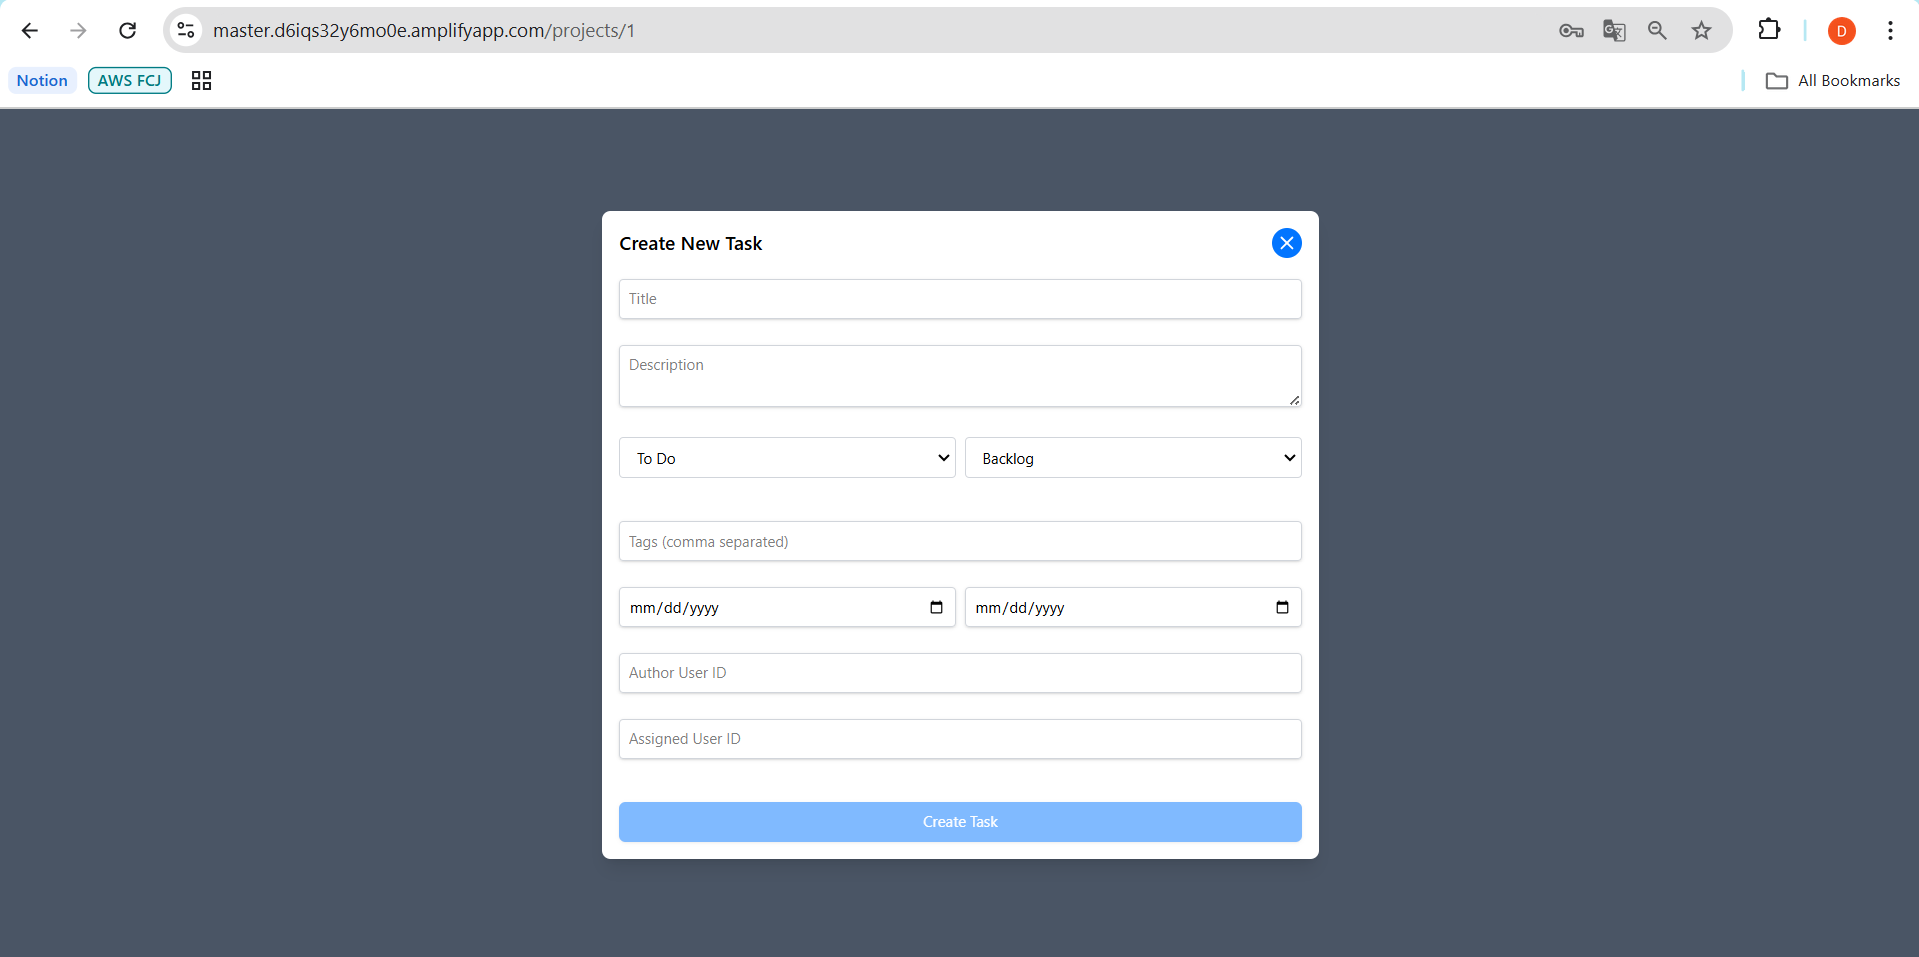 master.d6iqs32y6mo0e.amplifyapp.com/projects/1
D
Notion
AWS FCJ
All Bookmarks
Create New Task
Title
Description
To Do
Backlog
Tags (comma separated)
mm/dd/yyyy
mm/dd/yyyy
Author User ID
Assigned User ID
Create Task